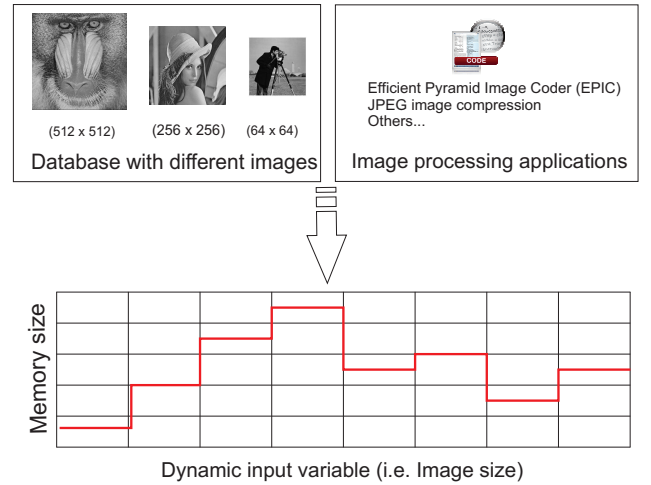 (512 x 512)
(256 x 256)
(64 x 64)
Database with different images
CODE
Efficient Pyramid Image Coder (EPIC)
JPEG image compression
Others...
Image processing applications
Memory size
Dynamic input variable (i.e. Image size)